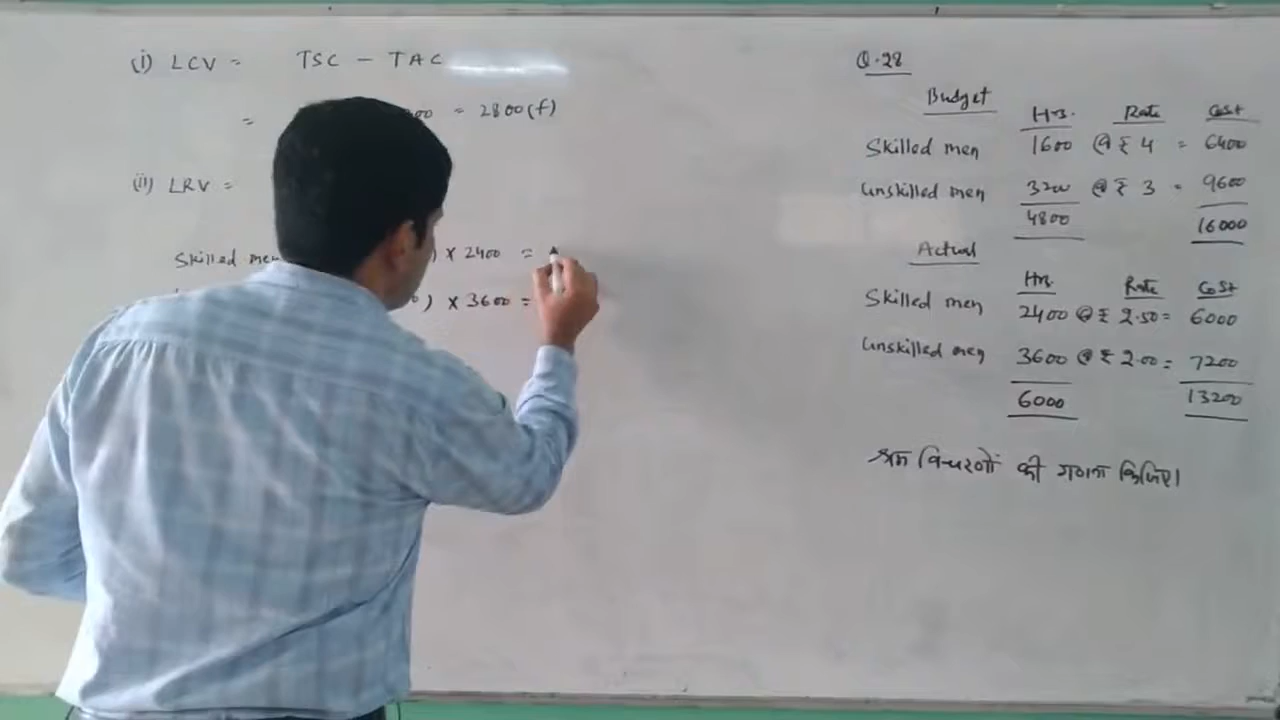 (i) LCV = TSC - TAC
= 00 = 2800 (f)
(ii) LRV =
Skilled men ) × 2400 =
) × 3600 =
Q.28
Budget
Hrs. Rate Cost
Skilled men 1600 @ ₹ 4 = 6400
Unskilled men 3200 @ ₹ 3 = 9600
4800 16000
Actual
Hrs. Rate Cost
Skilled men 2400 @ ₹ 2.50 = 6000
Unskilled men 3600 @ ₹ 2.00 = 7200
6000 13200
श्रम विचरणों की गणना किजिए।